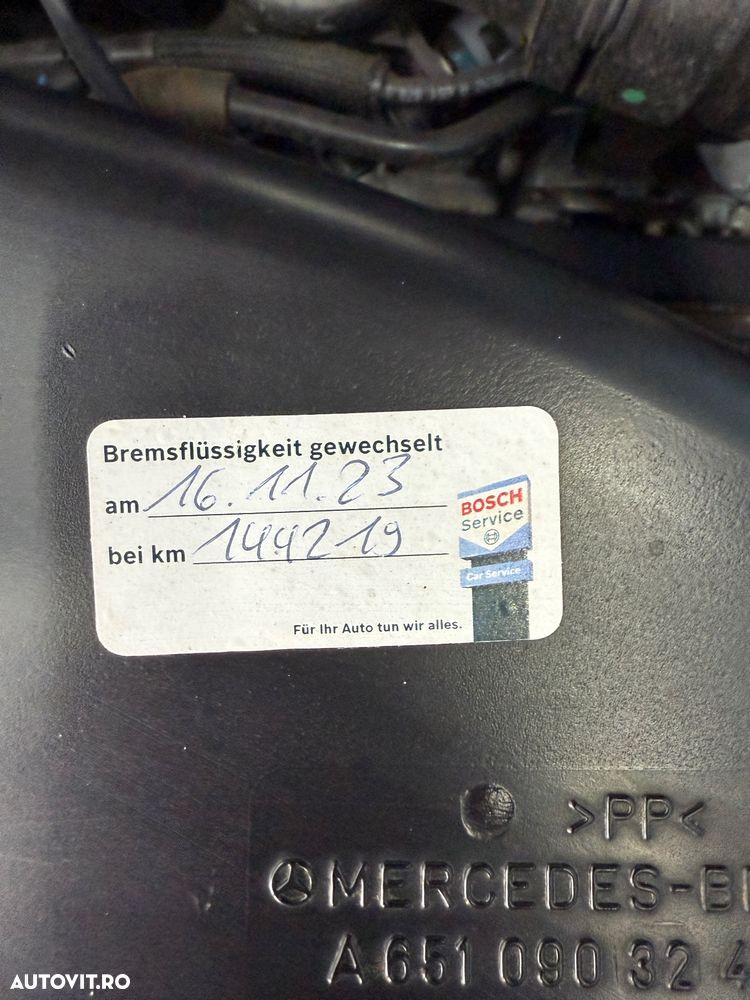 Bremsflüssigkeit gewechselt
am 16.11.23
bei km 144219
BOSCH
Service
Car Service
Für Ihr Auto tun wir alles.
>PP<
MERCEDES-B
A 651 090 32 4
AUTOVIT.RO